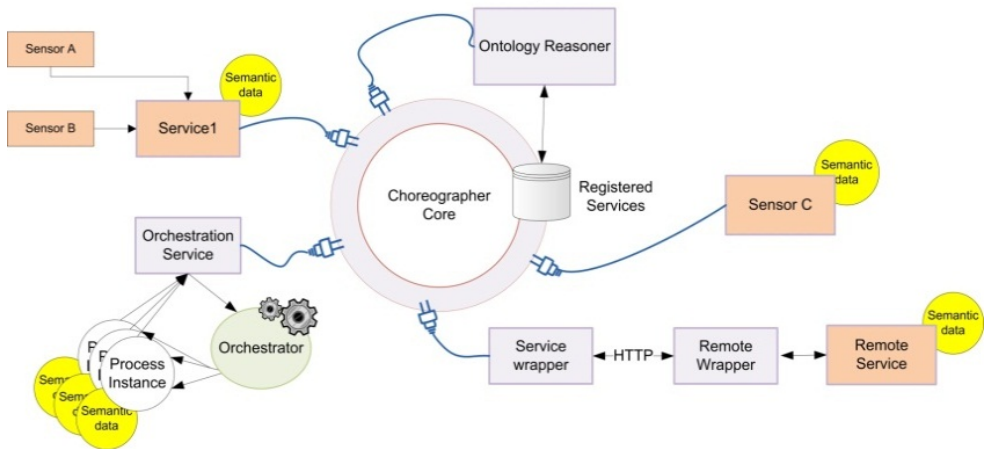 Sensor A
Ontology Reasoner
Semantic
data
Sensor B
Service1
Semantic
data
Choreographer
Core
Registered
Services
Sensor C
Orchestration
Service
Semantic
data
Orchestrator
Process
Instance
Service
wrapper
HTTP
Remote
Wrapper
Remote
Service
Semantic
data